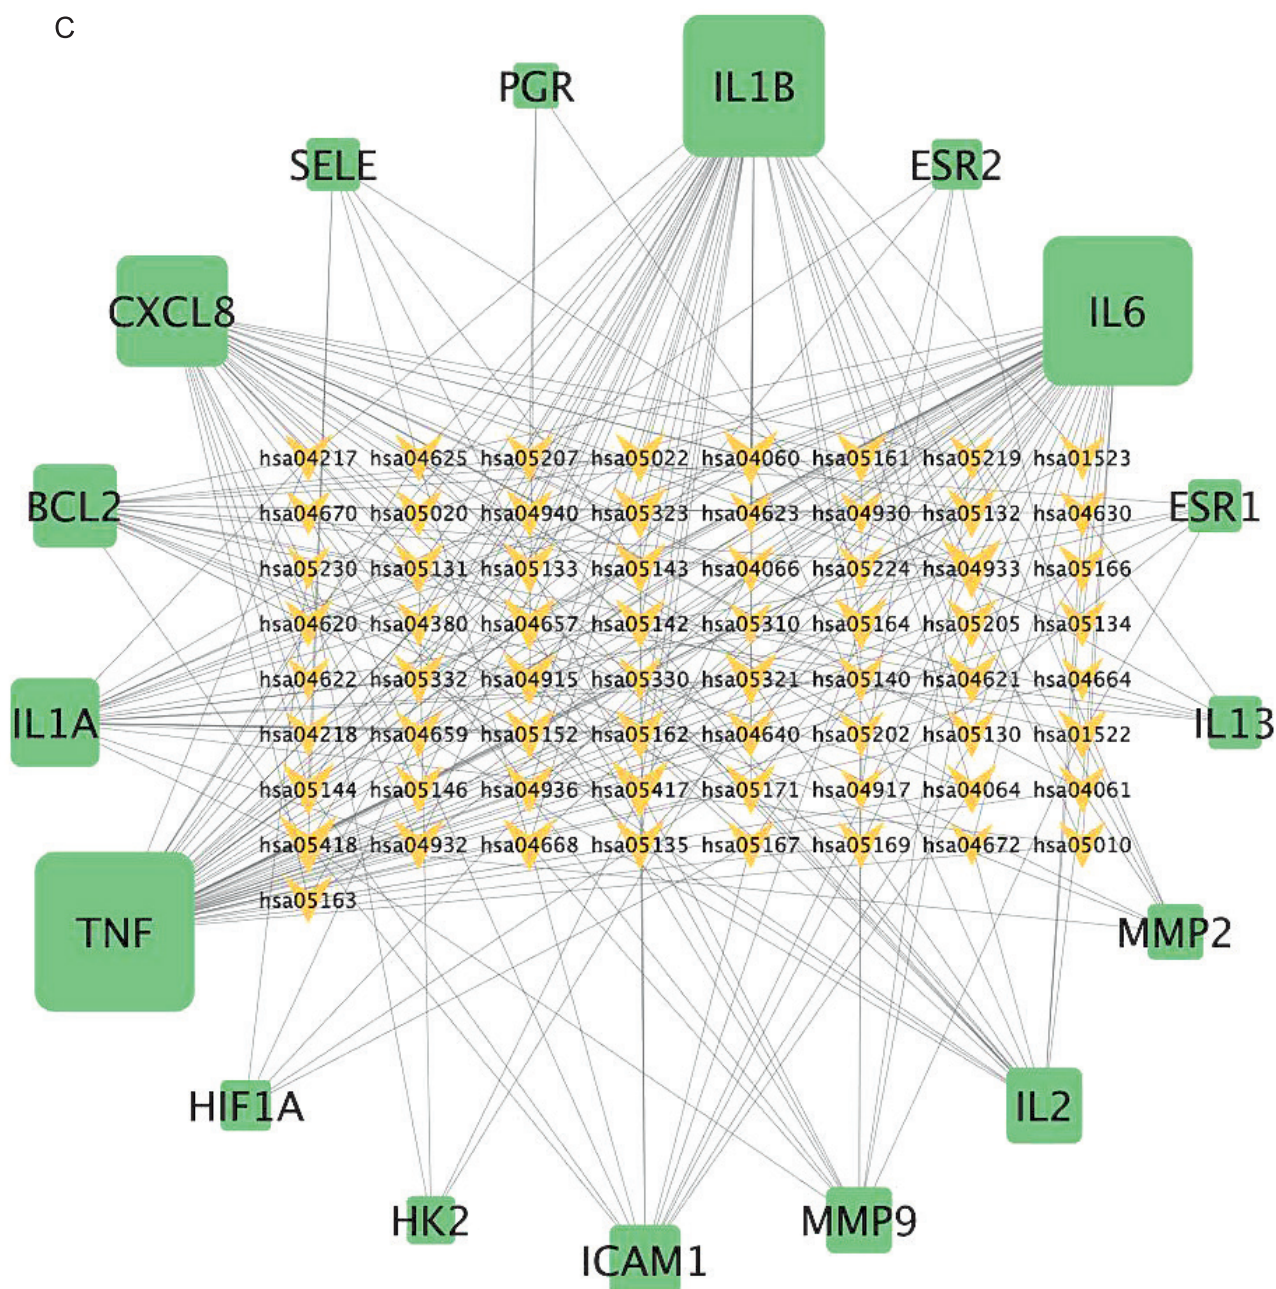 C
PGR
IL1B
SELE
ESR2
CXCL8
IL6
hsa04217 hsa04625 hsa05207 hsa05022 hsa04060 hsa05161 hsa05219 hsa01523
BCL2
ESR1
hsa04670 hsa05020 hsa04940 hsa05323 hsa04623 hsa04930 hsa05132 hsa04630
hsa05230 hsa05131 hsa05133 hsa05143 hsa04066 hsa05224 hsa04933 hsa05166
hsa04620 hsa04380 hsa04657 hsa05142 hsa05310 hsa05164 hsa05205 hsa05134
hsa04622 hsa05332 hsa04915 hsa05330 hsa05321 hsa05140 hsa04621 hsa04664
IL1A
IL13
hsa04218 hsa04659 hsa05152 hsa05162 hsa04640 hsa05202 hsa05130 hsa01522
hsa05144 hsa05146 hsa04936 hsa05417 hsa05171 hsa04917 hsa04064 hsa04061
hsa05418 hsa04932 hsa04668 hsa05135 hsa05167 hsa05169 hsa04672 hsa05010
hsa05163
TNF
MMP2
HIF1A
IL2
HK2
MMP9
ICAM1